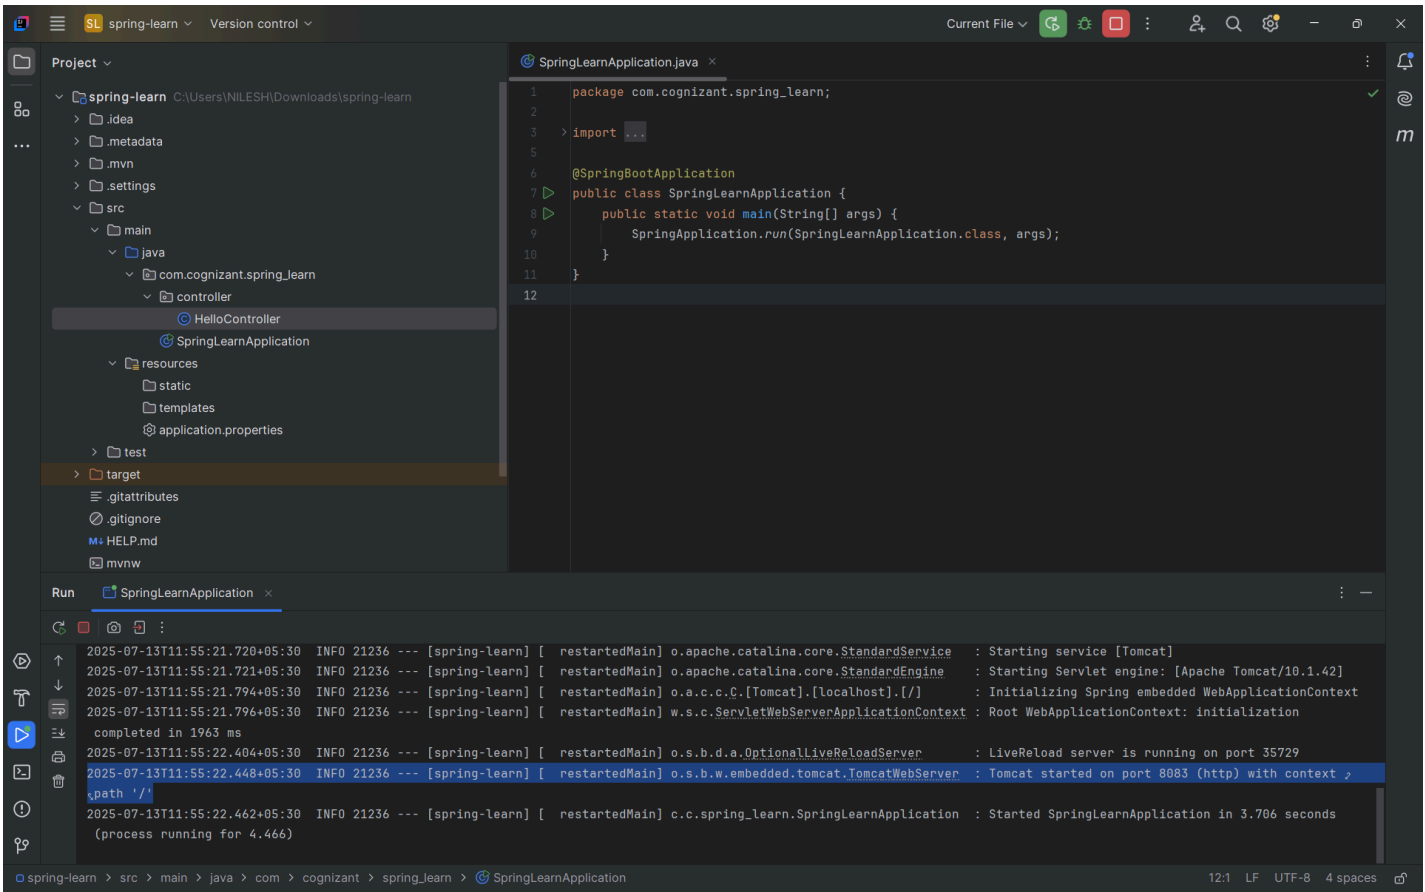 SL spring-learn Version control Current File
Project
spring-learn C:\Users\NILESH\Downloads\spring-learn
.idea
.metadata
.mvn
.settings
src
main
java
com.cognizant.spring_learn
controller
HelloController
SpringLearnApplication
resources
static
templates
application.properties
test
target
.gitattributes
.gitignore
M↓ HELP.md
mvnw
SpringLearnApplication.java
1 package com.cognizant.spring_learn;
2
3 import ...
5
6 @SpringBootApplication
7 public class SpringLearnApplication {
8 public static void main(String[] args) {
9 SpringApplication.run(SpringLearnApplication.class, args);
10 }
11 }
12
m
Run SpringLearnApplication
2025-07-13T11:55:21.720+05:30 INFO 21236 --- [spring-learn] [ restartedMain] o.apache.catalina.core.StandardService : Starting service [Tomcat]
2025-07-13T11:55:21.721+05:30 INFO 21236 --- [spring-learn] [ restartedMain] o.apache.catalina.core.StandardEngine : Starting Servlet engine: [Apache Tomcat/10.1.42]
2025-07-13T11:55:21.794+05:30 INFO 21236 --- [spring-learn] [ restartedMain] o.a.c.c.C.[Tomcat].[localhost].[/] : Initializing Spring embedded WebApplicationContext
2025-07-13T11:55:21.796+05:30 INFO 21236 --- [spring-learn] [ restartedMain] w.s.c.ServletWebServerApplicationContext : Root WebApplicationContext: initialization
completed in 1963 ms
2025-07-13T11:55:22.404+05:30 INFO 21236 --- [spring-learn] [ restartedMain] o.s.b.d.a.OptionalLiveReloadServer : LiveReload server is running on port 35729
2025-07-13T11:55:22.448+05:30 INFO 21236 --- [spring-learn] [ restartedMain] o.s.b.w.embedded.tomcat.TomcatWebServer : Tomcat started on port 8083 (http) with context
path '/'
2025-07-13T11:55:22.462+05:30 INFO 21236 --- [spring-learn] [ restartedMain] c.c.spring_learn.SpringLearnApplication : Started SpringLearnApplication in 3.706 seconds
(process running for 4.466)
spring-learn > src > main > java > com > cognizant > spring_learn > SpringLearnApplication 12:1 LF UTF-8 4 spaces